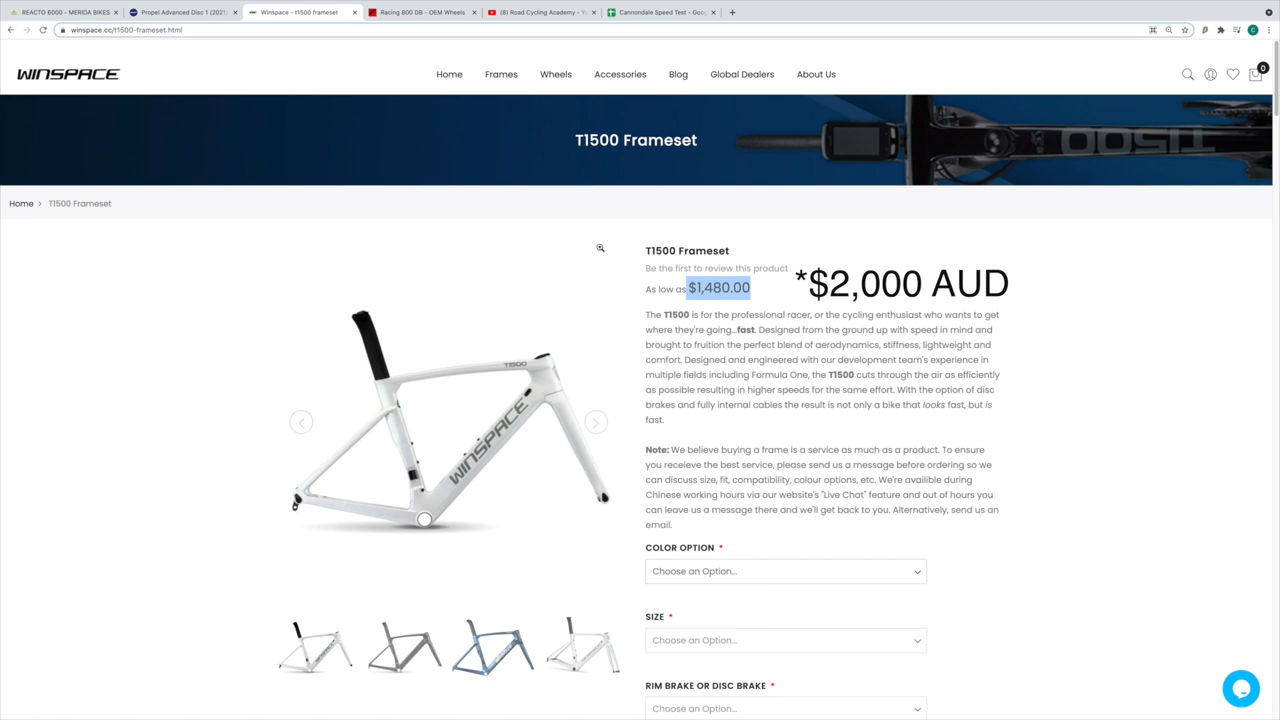 REACTO 6000 - MERIDA BIKES
Propel Advanced Disc 1 (2021)
Winspace - t1500 frameset
Racing 800 DB - OEM Wheels
(8) Road Cycling Academy - Y
Cannondale Speed Test - Goo
winspace.cc/t1500-frameset.html
WINSPACE
Home
Frames
Wheels
Accessories
Blog
Global Dealers
About Us
0
T1500 Frameset
T1500
Home > T1500 Frameset
T1500 Frameset
Be the first to review this product
As low as $1,480.00
*$2,000 AUD
The T1500 is for the professional racer, or the cycling enthusiast who wants to get
where they're going...fast. Designed from the ground up with speed in mind and
brought to fruition the perfect blend of aerodynamics, stiffness, lightweight and
comfort. Designed and engineered with our development team's experience in
multiple fields including Formula One, the T1500 cuts through the air as efficiently
as possible resulting in higher speeds for the same effort. With the option of disc
brakes and fully internal cables the result is not only a bike that looks fast, but is
fast.
Note: We believe buying a frame is a service as much as a product. To ensure
you receieve the best service, please send us a message before ordering so we
can discuss size, fit, compatibility, colour options, etc. We're availible during
Chinese working hours via our website's "Live Chat" feature and out of hours you
can leave us a message there and we'll get back to you. Alternatively, send us an
email.
T1500
WINSPACE
COLOR OPTION *
Choose an Option...
SIZE *
Choose an Option...
RIM BRAKE OR DISC BRAKE *
Choose an Option...